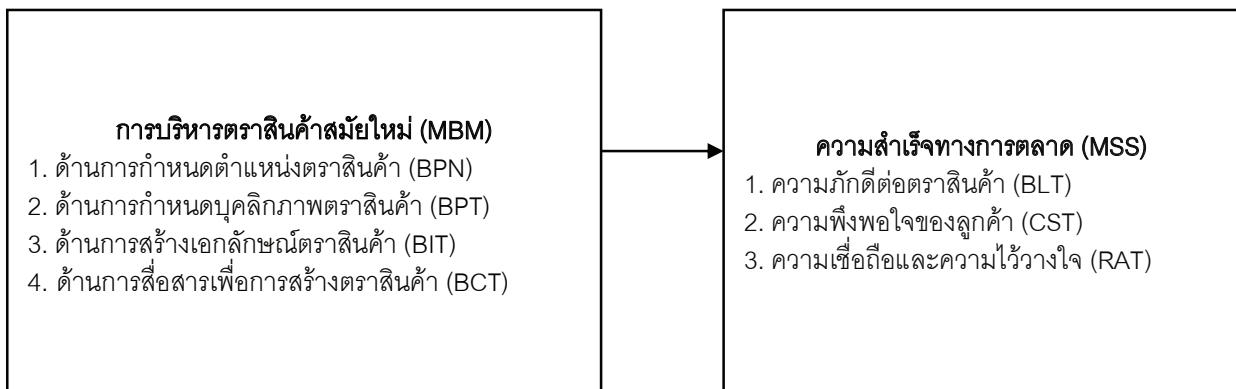 การบริหารตราสินค้าสมัยใหม่ (MBM)
1. ด้านการกำหนดตำแหน่งตราสินค้า (BPN)
2. ด้านการกำหนดบุคลิกภาพตราสินค้า (BPT)
3. ด้านการสร้างเอกลักษณ์ตราสินค้า (BIT)
4. ด้านการสื่อสารเพื่อการสร้างตราสินค้า (BCT)
ความสำเร็จทางการตลาด (MSS)
1. ความภักดีต่อตราสินค้า (BLT)
2. ความพึงพอใจของลูกค้า (CST)
3. ความเชื่อถือและความไว้วางใจ (RAT)